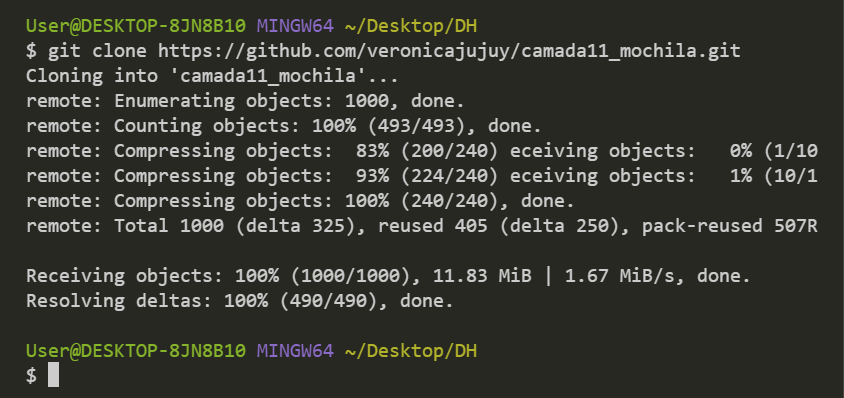 User@DESKTOP-8JN8B10 MINGW64 ~/Desktop/DH
$ git clone https://github.com/veronicajujuy/camada11_mochila.git
Cloning into 'camada11_mochila'...
remote: Enumerating objects: 1000, done.
remote: Counting objects: 100% (493/493), done.
remote: Compressing objects:  83% (200/240) eceiving objects:   0% (1/10
remote: Compressing objects:  93% (224/240) eceiving objects:   1% (10/1
remote: Compressing objects: 100% (240/240), done.
remote: Total 1000 (delta 325), reused 405 (delta 250), pack-reused 507R
Receiving objects: 100% (1000/1000), 11.83 MiB | 1.67 MiB/s, done.
Resolving deltas: 100% (490/490), done.
User@DESKTOP-8JN8B10 MINGW64 ~/Desktop/DH
$